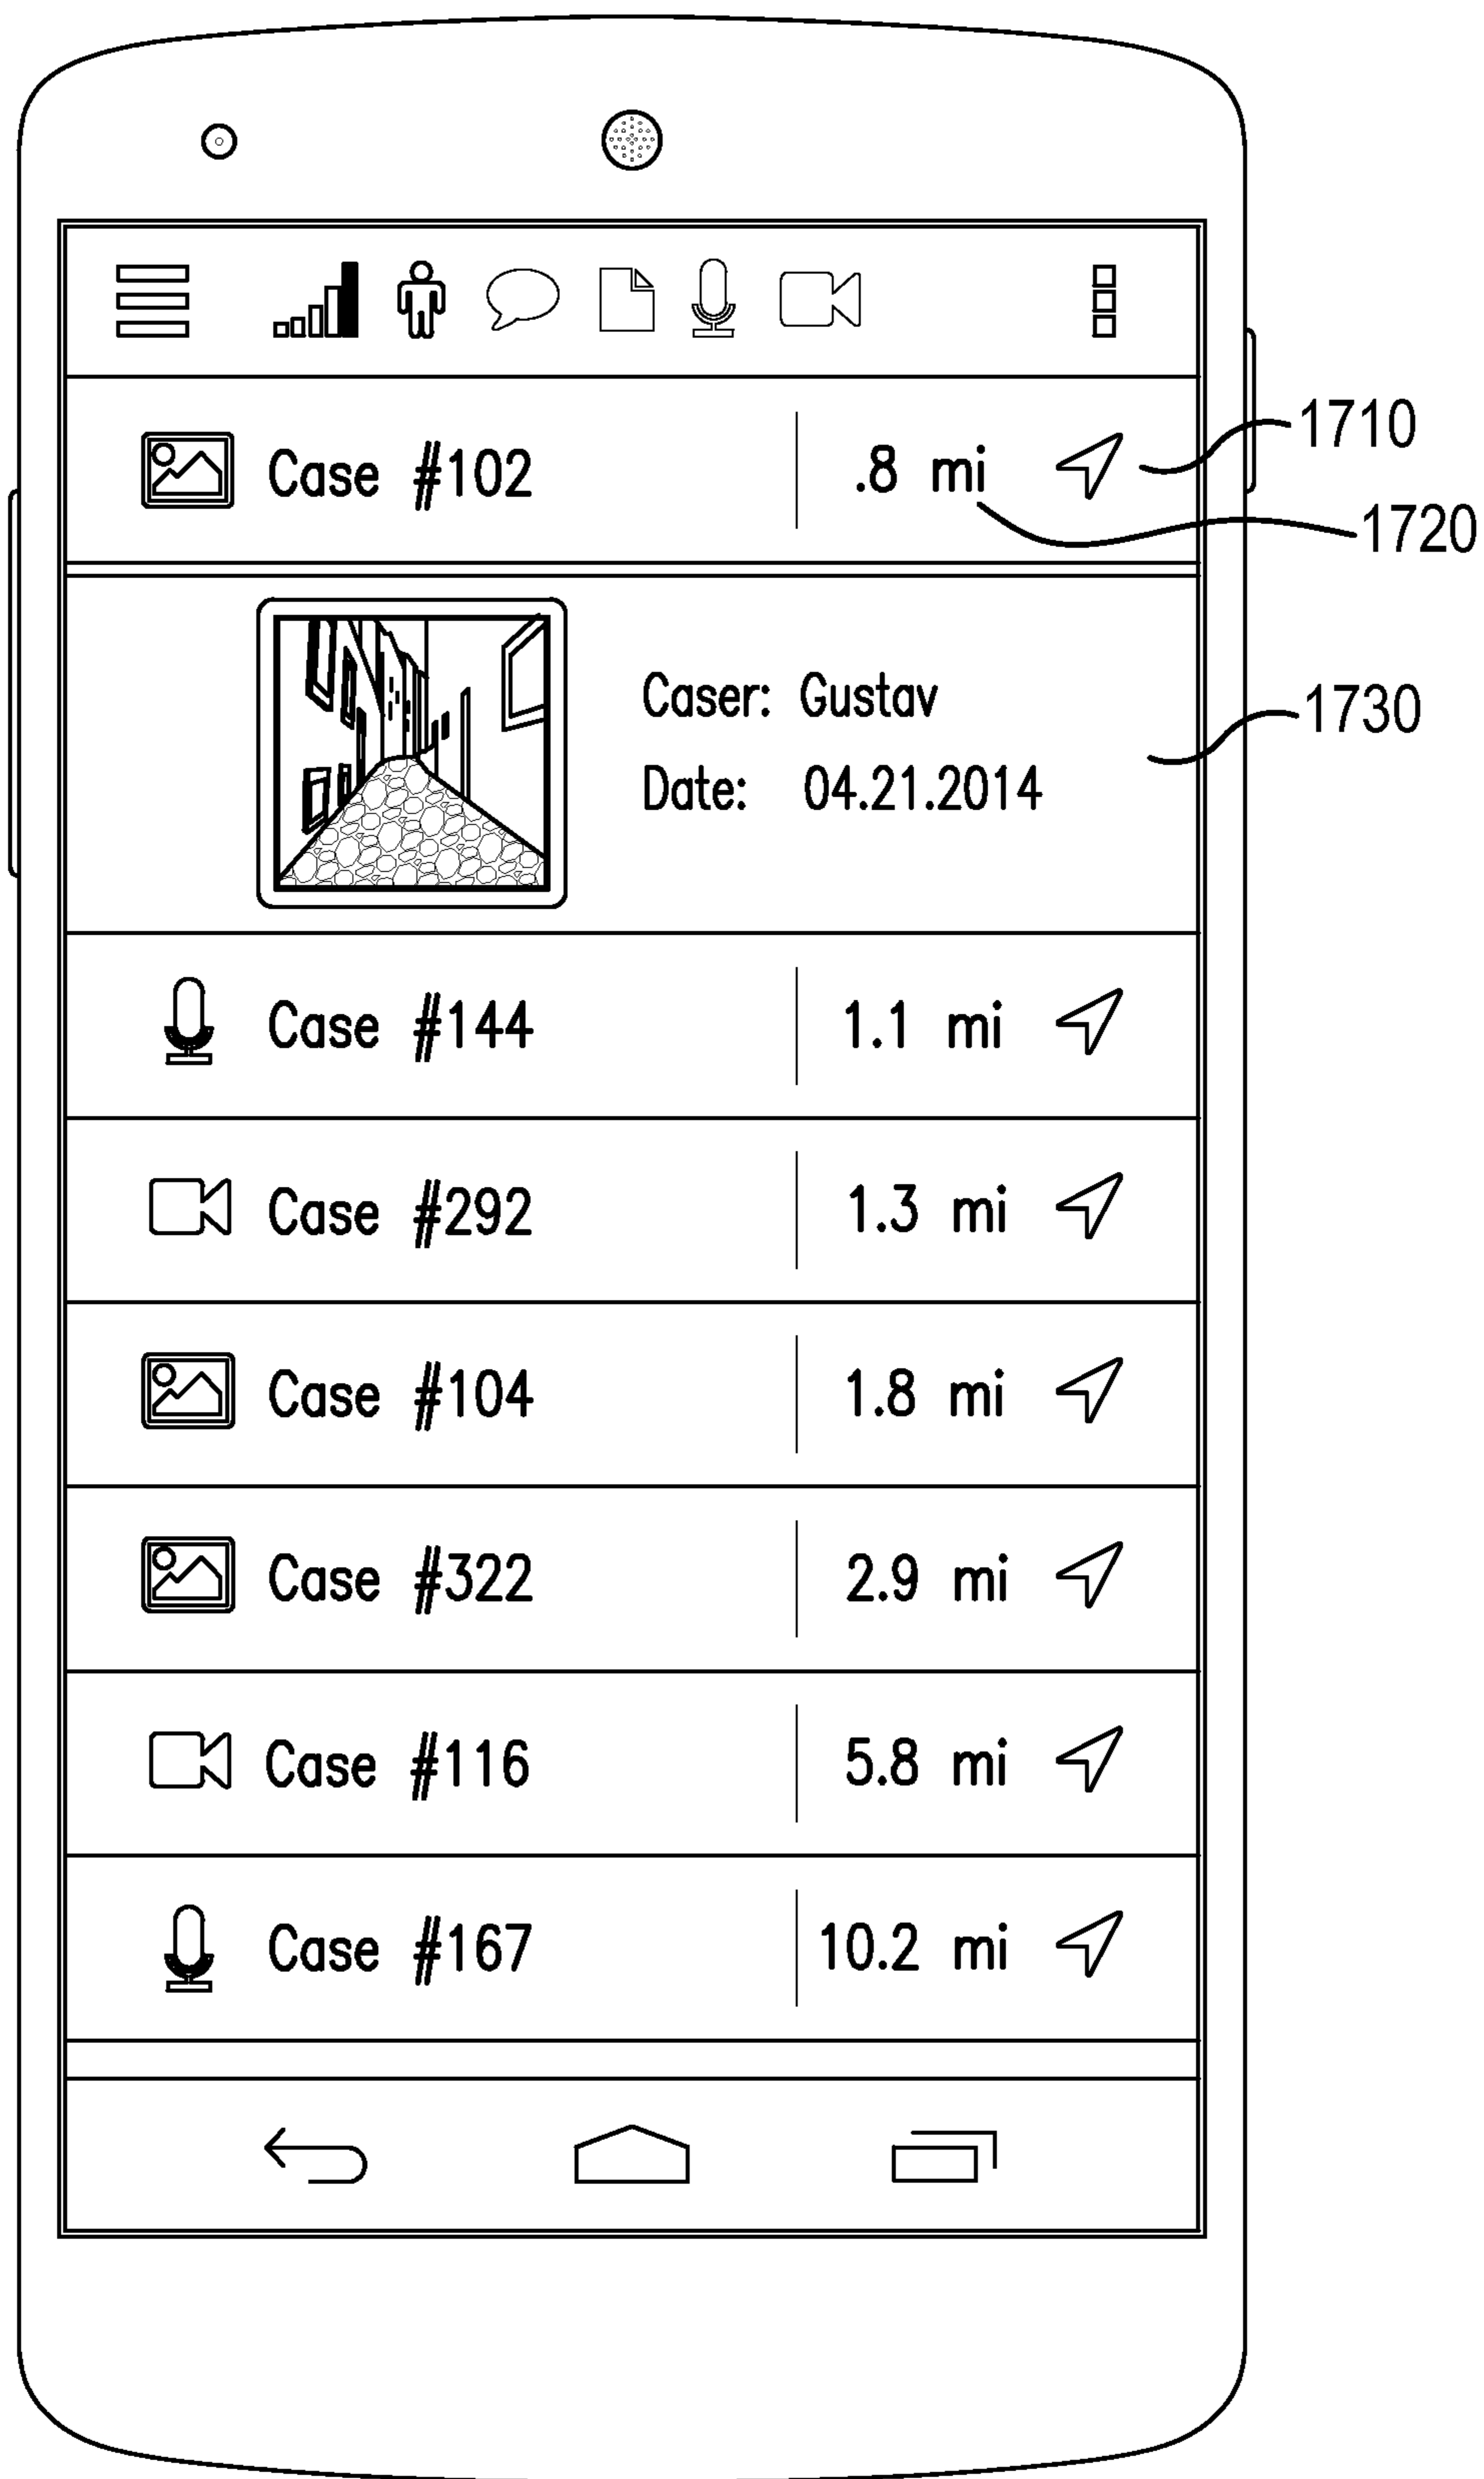 Case #102 .8 mi
1710
1720
Caser: Gustav
1730
Date: 04.21.2014
Case #144 1.1 mi
Case #292 1.3 mi
Case #104 1.8 mi
Case #322 2.9 mi
Case #116 5.8 mi
Case #167 10.2 mi